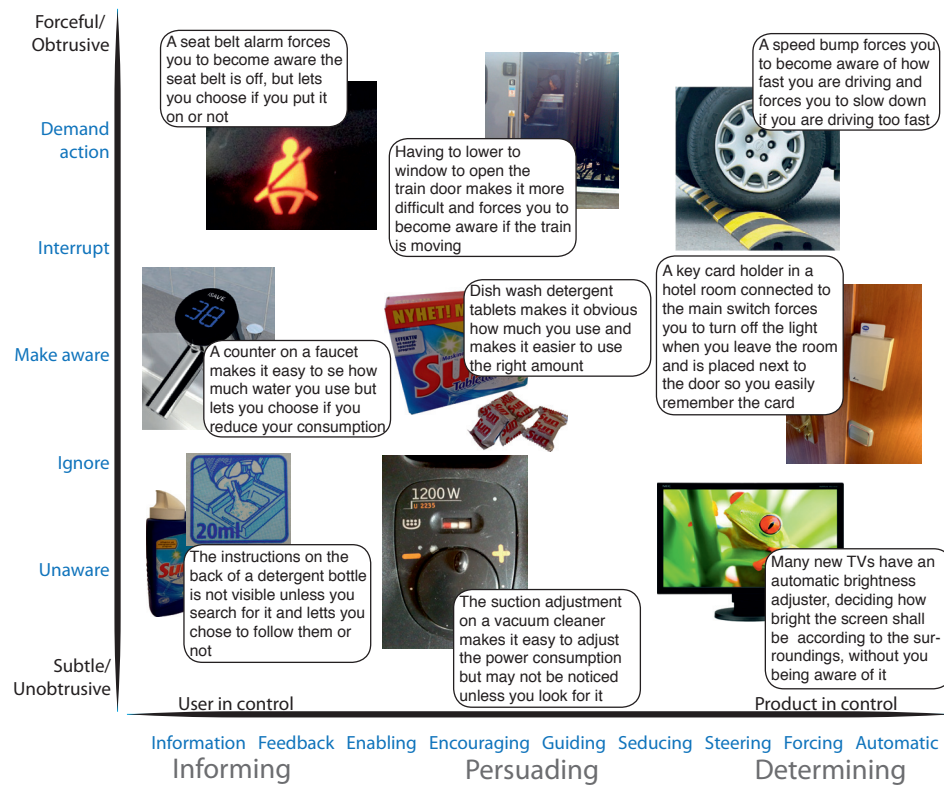 Forceful/
Obtrusive
Demand
action
Interrupt
Make aware
Ignore
Unaware
Subtle/
Unobtrusive
A seat belt alarm forces
you to become aware the
seat belt is off, but lets
you choose if you put it
on or not
Having to lower to
window to open the
train door makes it more
difficult and forces you to
become aware if the train
is moving
A speed bump forces you
to become aware of how
fast you are driving and
forces you to slow down
if you are driving too fast
iSAVE
38
A counter on a faucet
makes it easy to se how
much water you use but
lets you choose if you
reduce your consumption
NYHET!
EFFEKTIV
Sun
Tablett
Sun
Sun
Sun
Dish wash detergent
tablets makes it obvious
how much you use and
makes it easier to use
the right amount
A key card holder in a
hotel room connected to
the main switch forces
you to turn off the light
when you leave the room
and is placed next to
the door so you easily
remember the card
20ml
Sun
The instructions on the
back of a detergent bottle
is not visible unless you
search for it and letts you
chose to follow them or
not
1200 W
U 2235
− +
The suction adjustment
on a vacuum cleaner
makes it easy to adjust
the power consumption
but may not be noticed
unless you look for it
Many new TVs have an
automatic brightness
adjuster, deciding how
bright the screen shall
be according to the sur-
roundings, without you
being aware of it
User in control
Product in control
Information Feedback Enabling Encouraging Guiding Seducing Steering Forcing Automatic
Informing Persuading Determining